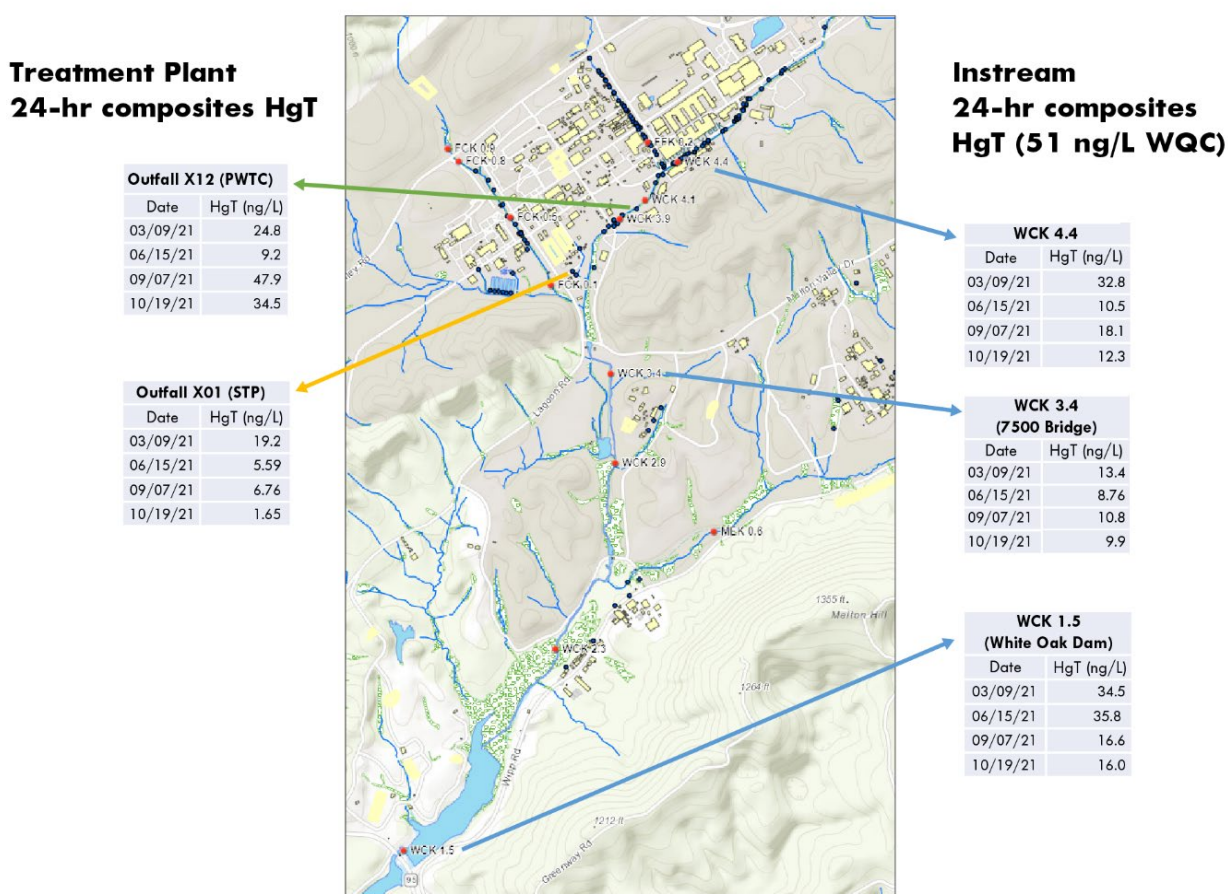 Treatment Plant
24-hr composites HgT
Outfall X12 (PWTC)
Date HgT (ng/L)
03/09/21 24.8
06/15/21 9.2
09/07/21 47.9
10/19/21 34.5
Outfall X01 (STP)
Date HgT (ng/L)
03/09/21 19.2
06/15/21 5.59
09/07/21 6.76
10/19/21 1.65
FCK 0.9
FCK 0.8
FCK 0.5
FCK 0.1
WCK 4.4
WCK 4.1
WCK 3.9
Melton Valley Dr
Lagoon Rd
WCK 3.4
WCK 2.9
MEK 0.6
1355 ft.
Melton Hill
WCK 2.3
1264 ft
Wipp Rd
1212 ft
Greenway Rd
WCK 1.5
95
Instream
24-hr composites
HgT (51 ng/L WQC)
WCK 4.4
Date HgT (ng/L)
03/09/21 32.8
06/15/21 10.5
09/07/21 18.1
10/19/21 12.3
WCK 3.4
(7500 Bridge)
Date HgT (ng/L)
03/09/21 13.4
06/15/21 8.76
09/07/21 10.8
10/19/21 9.9
WCK 1.5
(White Oak Dam)
Date HgT (ng/L)
03/09/21 34.5
06/15/21 35.8
09/07/21 16.6
10/19/21 16.0